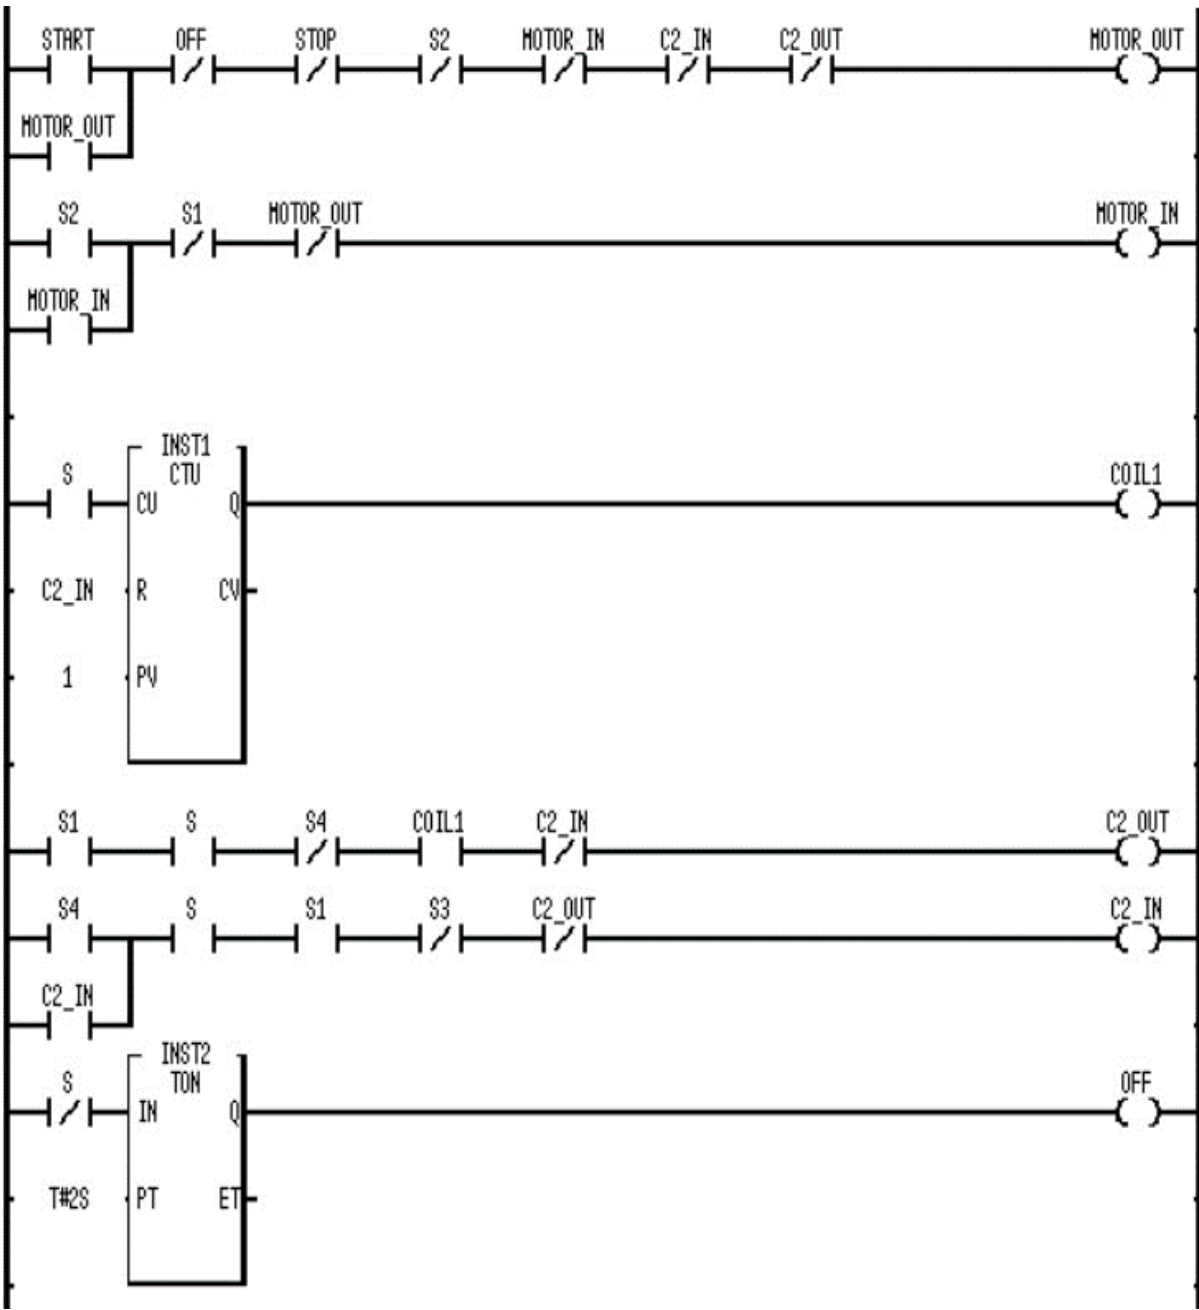 START OFF STOP S2 MOTOR_IN C2_IN C2_OUT MOTOR_OUT
MOTOR_OUT
S2 S1 MOTOR_OUT MOTOR_IN
MOTOR_IN
INST1
S CTU COIL1
CU Q
C2_IN R CV
1 PV
S1 S S4 COIL1 C2_IN C2_OUT
S4 S S1 S3 C2_OUT C2_IN
C2_IN
INST2
S TON OFF
IN Q
T#2S PT ET